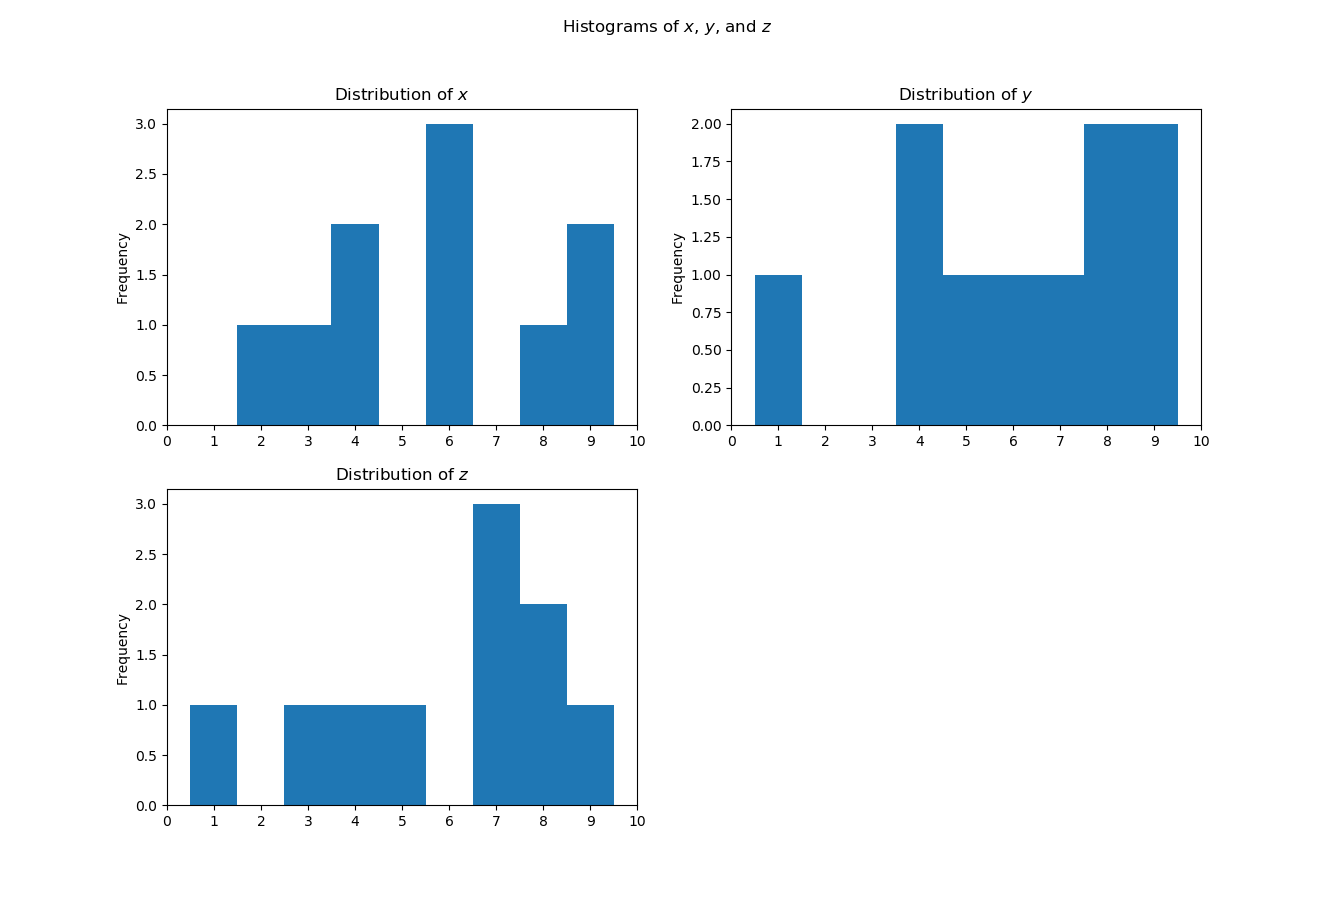 Histograms of x, y, and z
Distribution of x
Frequency
3.0
2.5
2.0
1.5
1.0
0.5
0.0
0 1 2 3 4 5 6 7 8 9 10
Distribution of y
Frequency
2.00
1.75
1.50
1.25
1.00
0.75
0.50
0.25
0.00
0 1 2 3 4 5 6 7 8 9 10
Distribution of z
Frequency
3.0
2.5
2.0
1.5
1.0
0.5
0.0
0 1 2 3 4 5 6 7 8 9 10